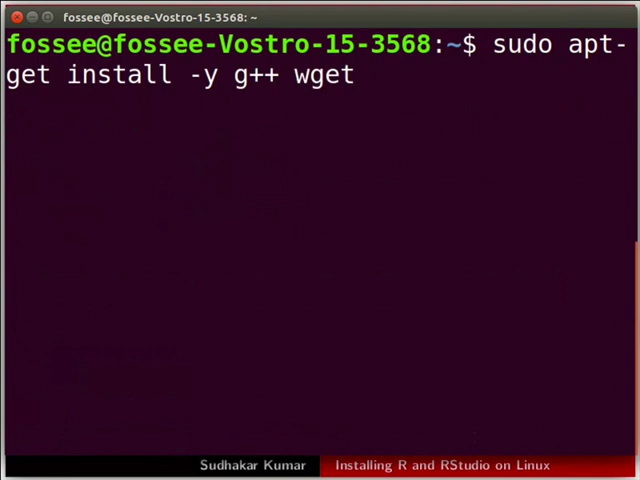 fossee@fossee-Vostro-15-3568: ~
fossee@fossee-Vostro-15-3568:~$ sudo apt-
get install -y g++ wget
Sudhakar Kumar
Installing R and RStudio on Linux